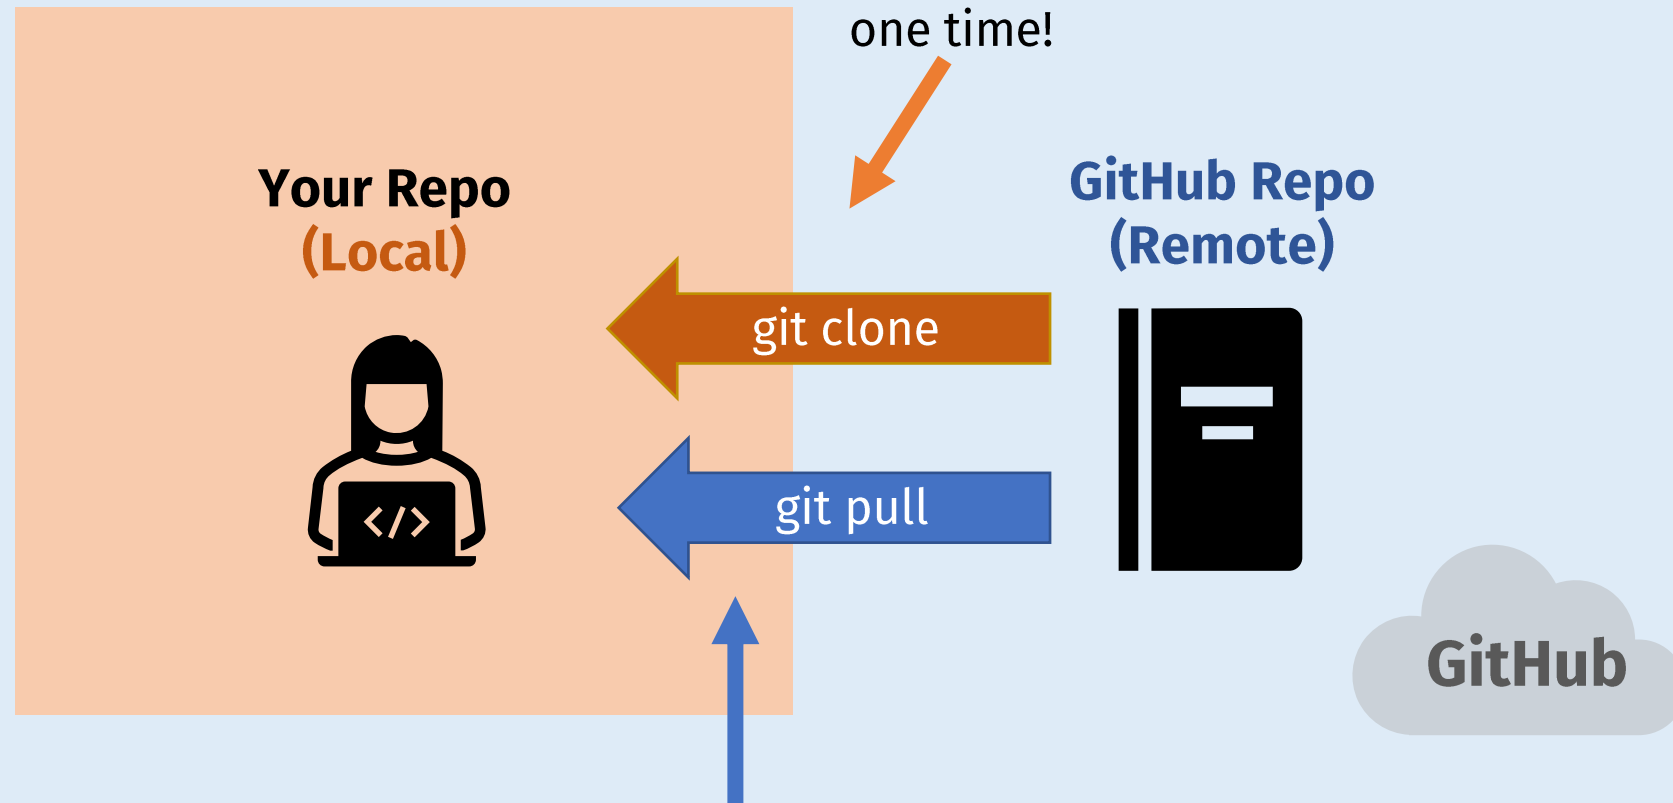 one time!
Your Repo
(Local)
GitHub Repo
(Remote)
git clone
git pull
</>
GitHub